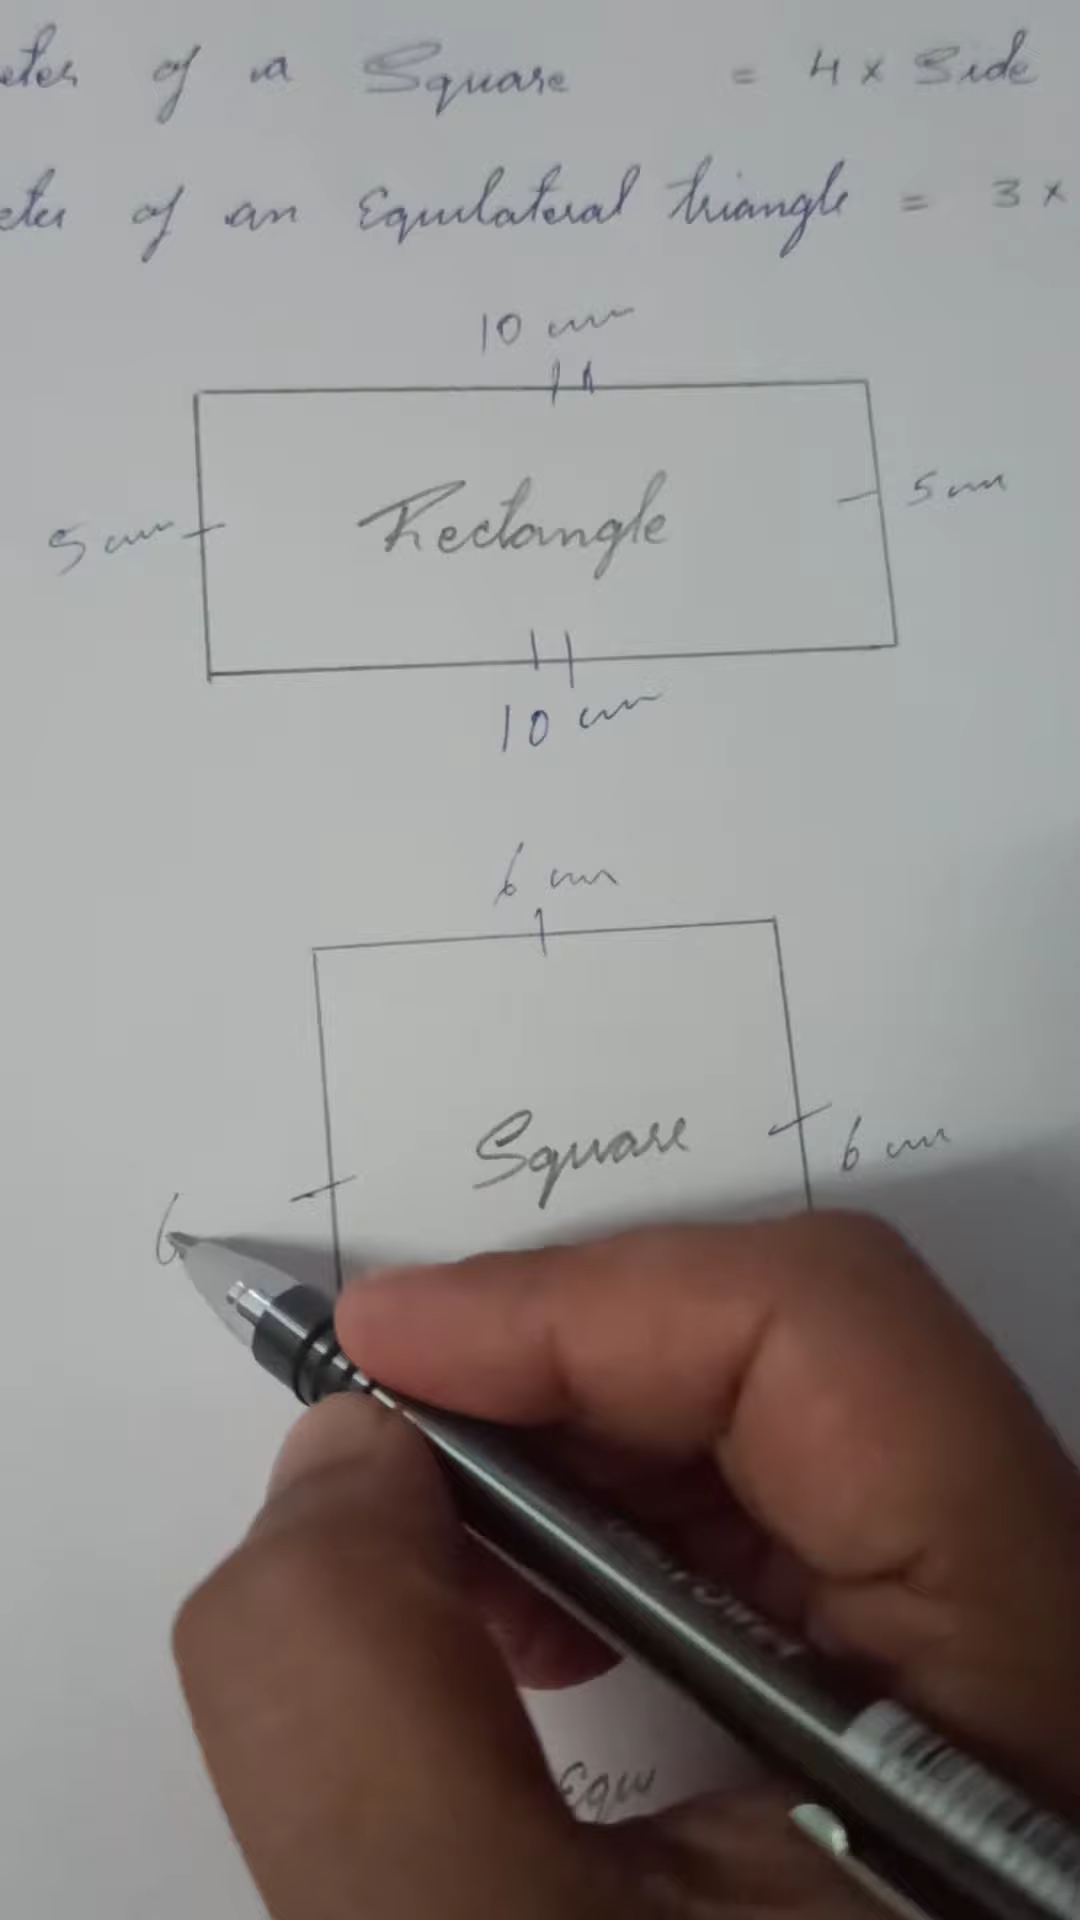 of a Square = 4 x Side
of an Equilateral triangle = 3 x
10 cm
5 cm Rectangle 5 cm
10 cm
6 cm
Square
6 cm
6
Equ